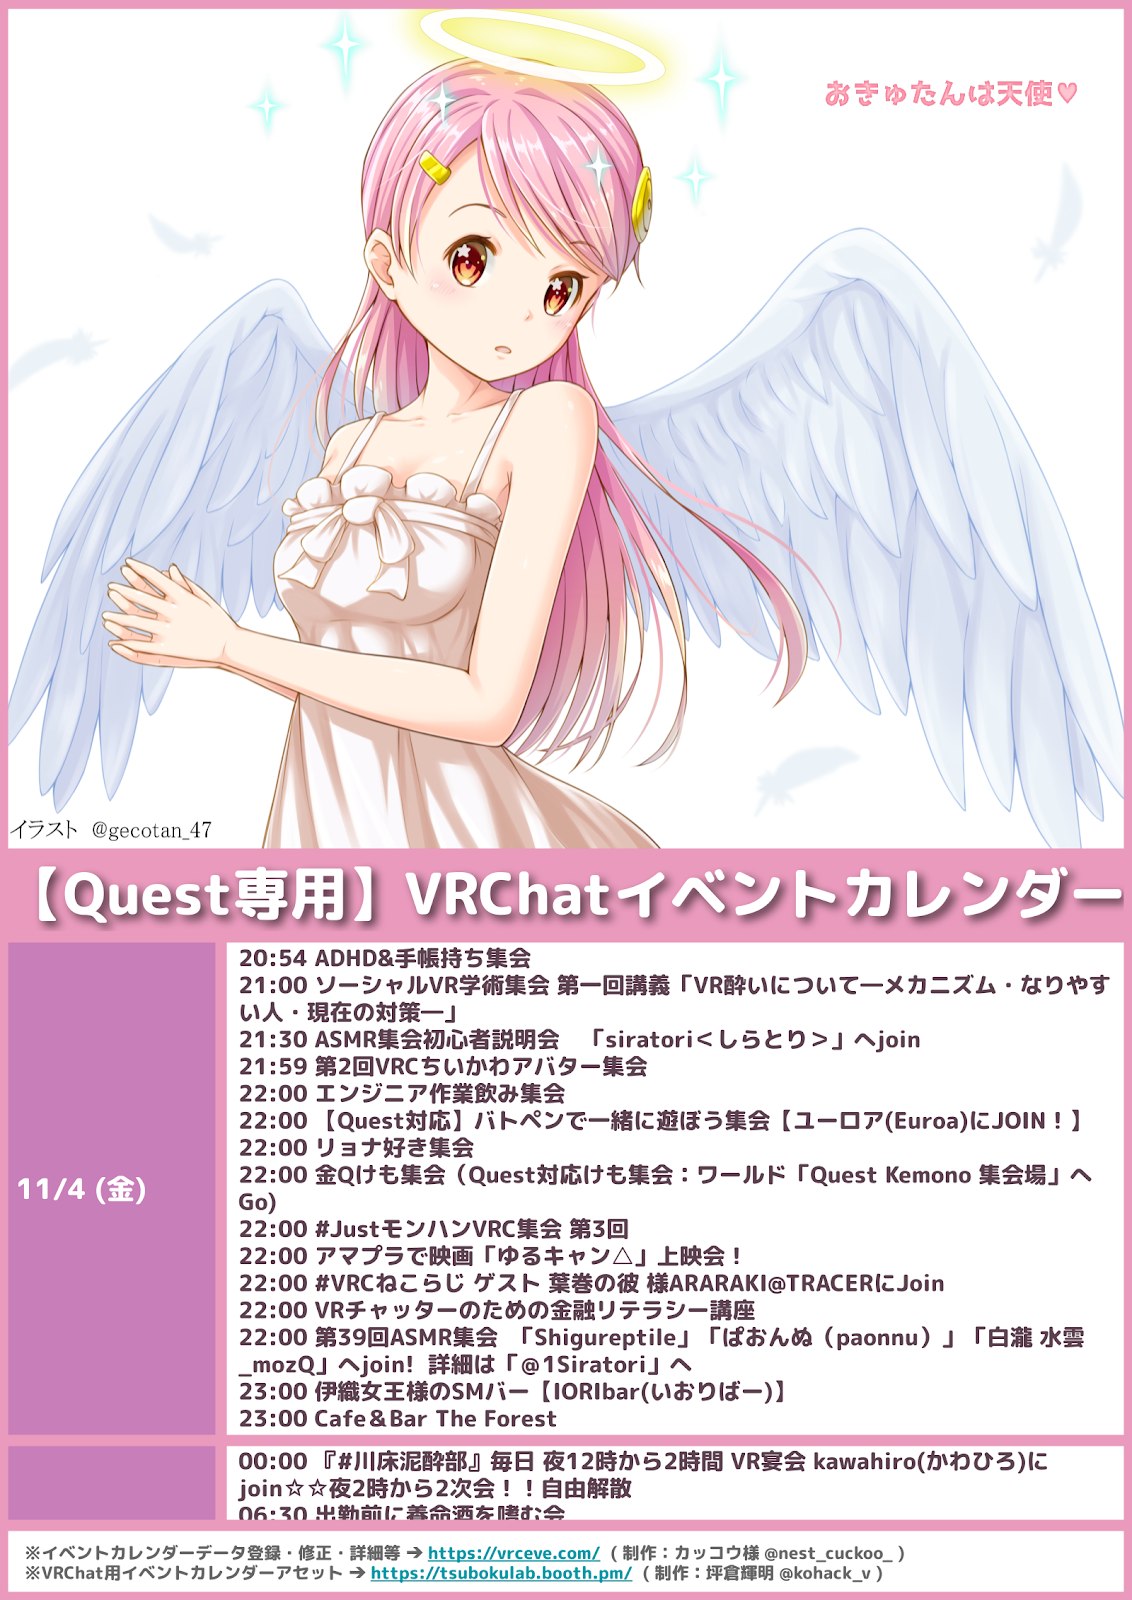 おきゅたんは天使♥
イラスト @gecotan_47
【Quest専用】VRChatイベントカレンダー
11/4 (金)
20:54 ADHD&手帳持ち集会
21:00 ソーシャルVR学術集会 第一回講義「VR酔いについて―メカニズム・なりやす
い人・現在の対策―」
21:30 ASMR集会初心者説明会　「siratori＜しらとり＞」へjoin
21:59 第2回VRCちいかわアバター集会
22:00 エンジニア作業飲み集会
22:00 【Quest対応】バトペンで一緒に遊ぼう集会【ユーロア(Euroa)にJOIN！】
22:00 リョナ好き集会
22:00 金Qけも集会（Quest対応けも集会：ワールド「Quest Kemono 集会場」へ
Go)
22:00 #JustモンハンVRC集会 第3回
22:00 アマプラで映画「ゆるキャン△」上映会！
22:00 #VRCねこらじ ゲスト 葉巻の彼 様ARARAKI@TRACERにJoin
22:00 VRチャッターのための金融リテラシー講座
22:00 第39回ASMR集会　「Shigureptile」「ぱおんぬ（paonnu）」「白瀧 水雲
_mozQ」へjoin!  詳細は「@1Siratori」へ
23:00 伊織女王様のSMバー【IORIbar(いおりばー)】
23:00 Cafe＆Bar The Forest
00:00 『#川床泥酔部』毎日 夜12時から2時間 VR宴会 kawahiro(かわひろ)に
join☆☆夜2時から2次会！！自由解散
06:30 出勤前に養命酒を嗜む会
※イベントカレンダーデータ登録・修正・詳細等 ➔ https://vrceve.com/ ( 制作：カッコウ様 @nest_cuckoo_ )
※VRChat用イベントカレンダーアセット ➔ https://tsubokulab.booth.pm/ ( 制作：坪倉輝明 @kohack_v )